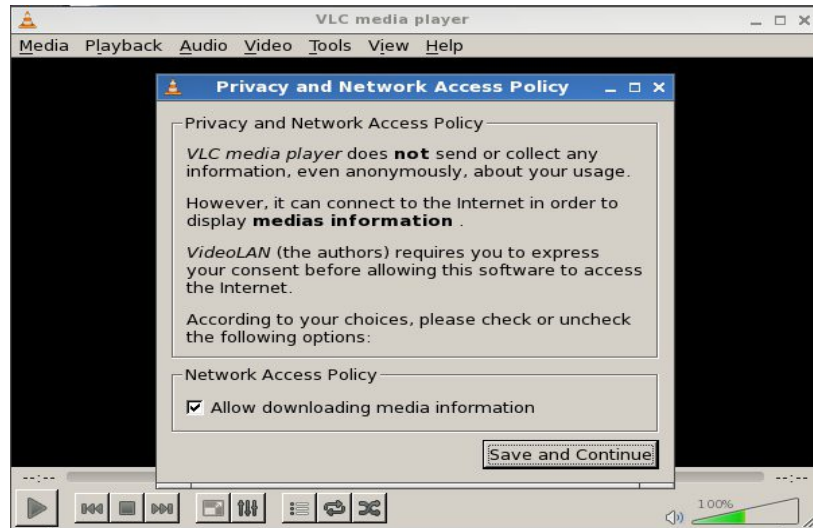 VLC media player
Media Playback Audio Video Tools View Help
Privacy and Network Access Policy
Privacy and Network Access Policy
VLC media player does not send or collect any
information, even anonymously, about your usage.
However, it can connect to the Internet in order to
display medias information .
VideoLAN (the authors) requires you to express
your consent before allowing this software to access
the Internet.
According to your choices, please check or uncheck
the following options:
Network Access Policy
Allow downloading media information
Save and Continue
--:-- --:--
100%